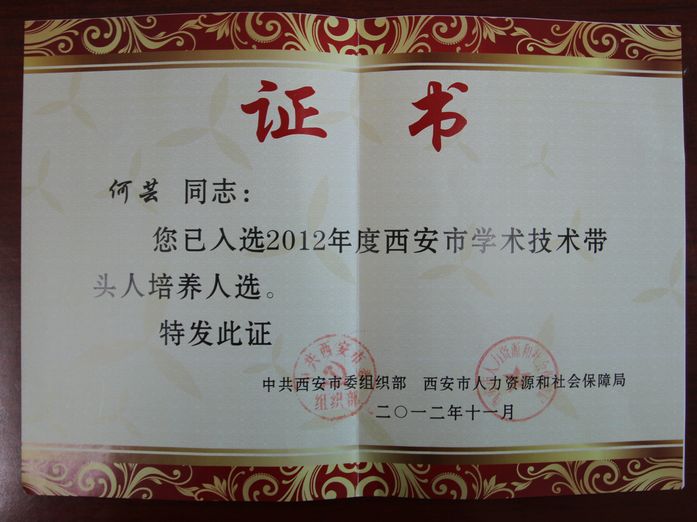 证书
何芸 同志：
您已入选2012年度西安市学术技术带
头人培养人选。
特发此证
中共西安市委组织部 西安市人力资源和社会保障局
二〇一二年十一月